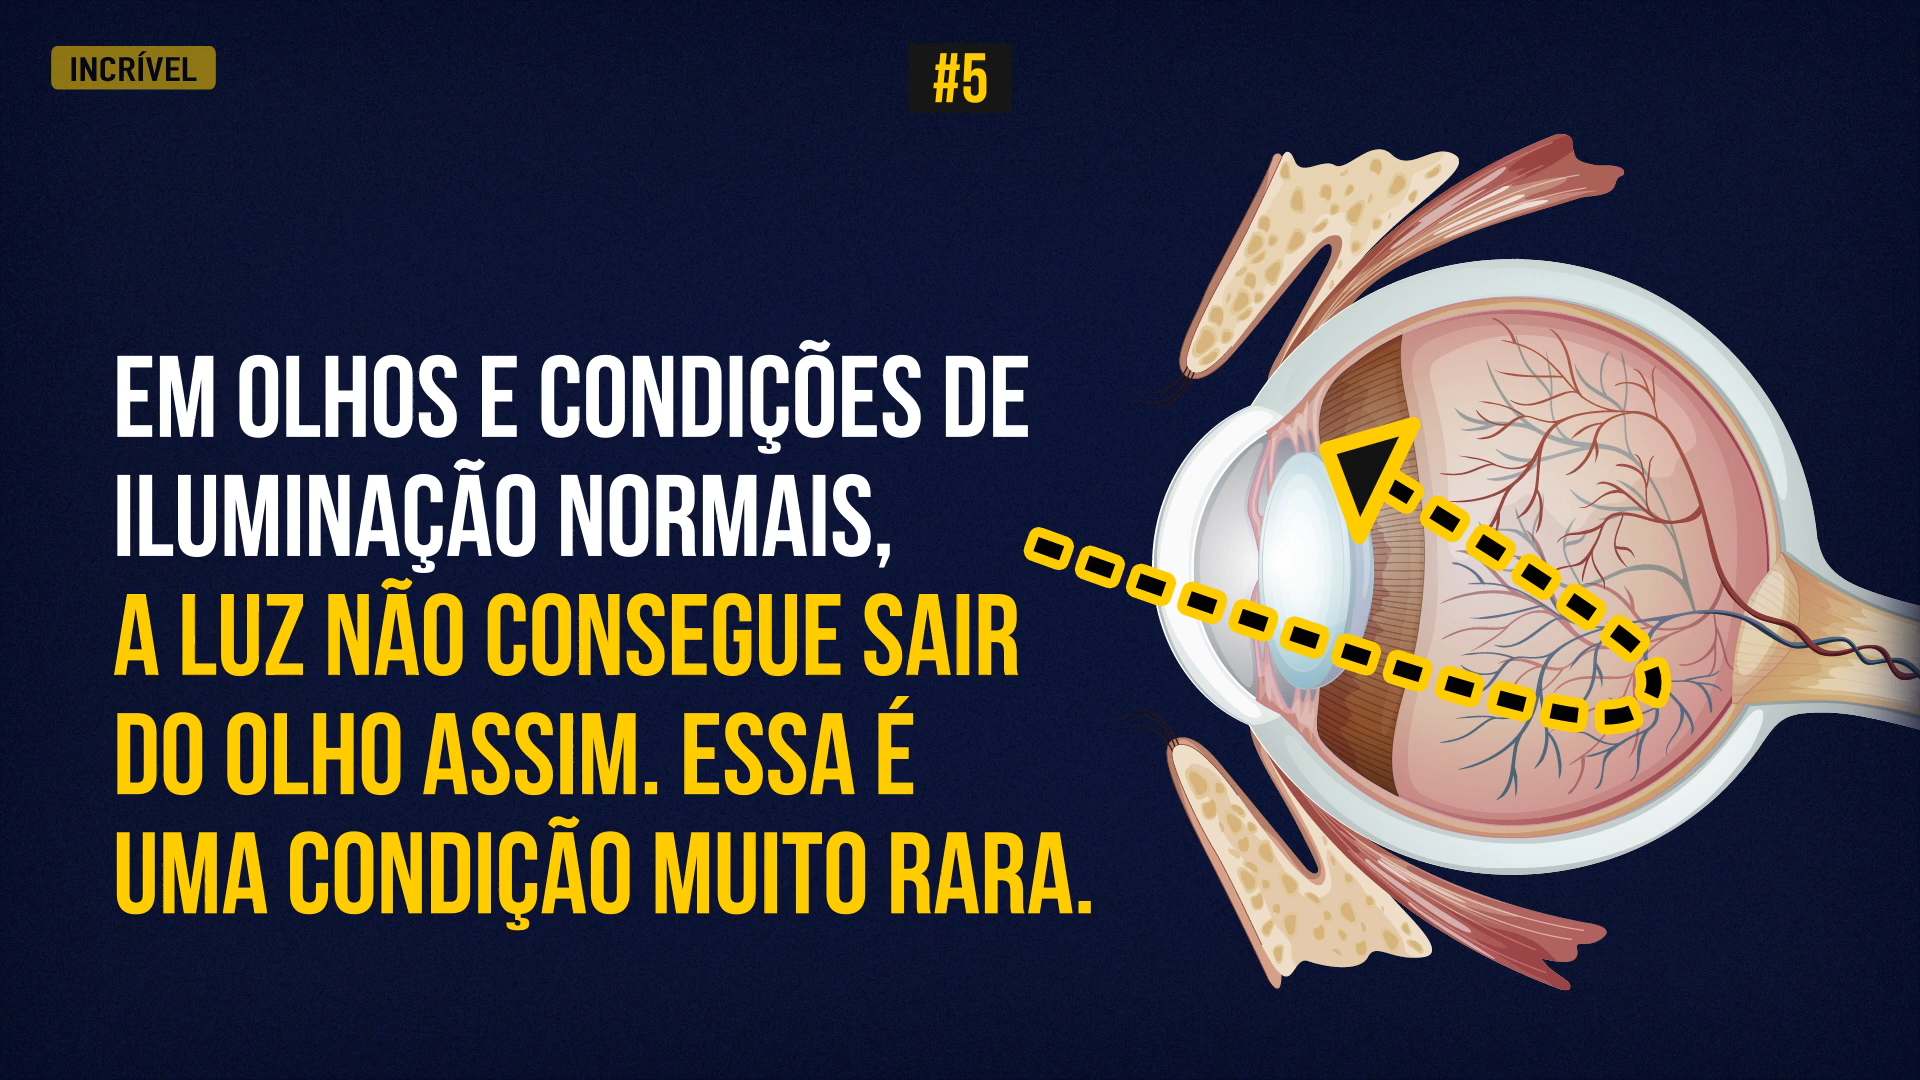 INCRÍVEL
#5
EM OLHOS E CONDIÇÕES DE
ILUMINAÇÃO NORMAIS,
A LUZ NÃO CONSEGUE SAIR
DO OLHO ASSIM. ESSA É
UMA CONDIÇÃO MUITO RARA.